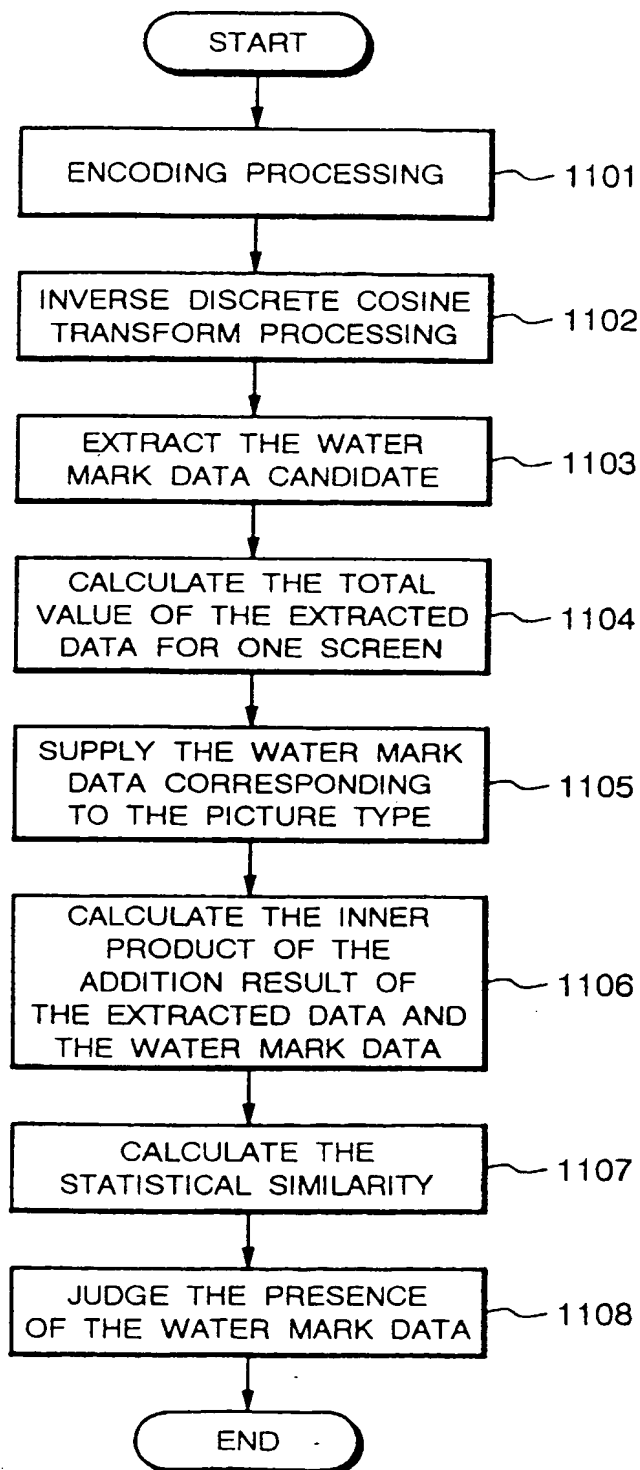 START
ENCODING PROCESSING
1101
INVERSE DISCRETE COSINE
TRANSFORM PROCESSING
1102
EXTRACT THE WATER
MARK DATA CANDIDATE
1103
CALCULATE THE TOTAL
VALUE OF THE EXTRACTED
DATA FOR ONE SCREEN
1104
SUPPLY THE WATER MARK
DATA CORRESPONDING
TO THE PICTURE TYPE
1105
CALCULATE THE INNER
PRODUCT OF THE
ADDITION RESULT OF
THE EXTRACTED DATA AND
THE WATER MARK DATA
1106
CALCULATE THE
STATISTICAL SIMILARITY
1107
JUDGE THE PRESENCE
OF THE WATER MARK DATA
1108
END